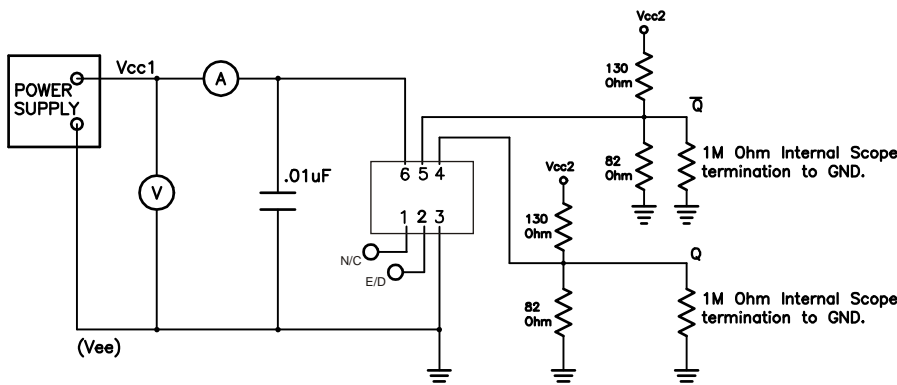 Vcc2
130
Ohm
Q̅
Vcc1
A
POWER
SUPPLY
V
.01uF
6 5 4
1 2 3
82
Ohm
1M Ohm Internal Scope
termination to GND.
Vcc2
130
Ohm
N/C
E/D
Q
82
Ohm
1M Ohm Internal Scope
termination to GND.
(Vee)